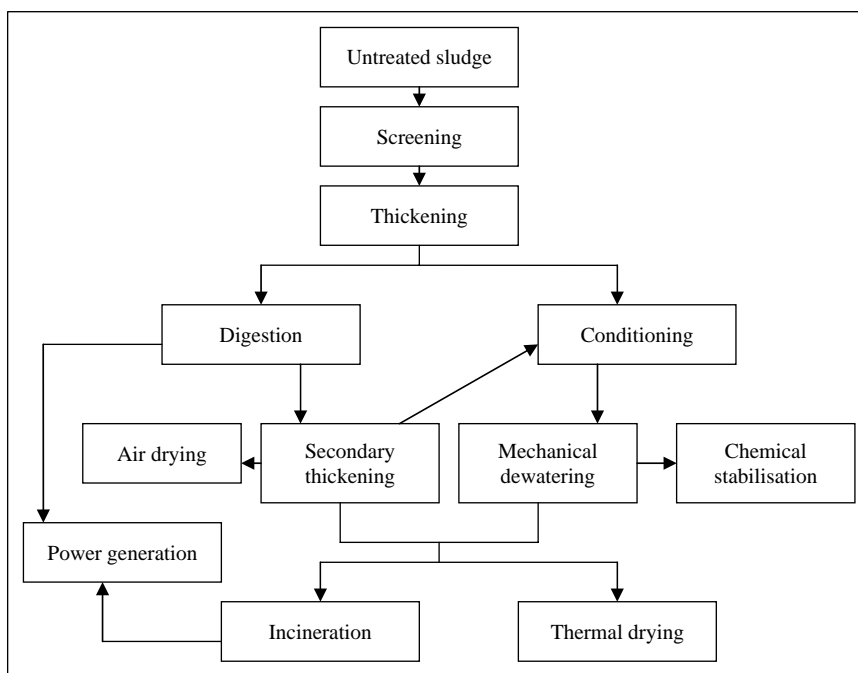 Untreated sludge
Screening
Thickening
Digestion
Conditioning
Air drying
Secondary
thickening
Mechanical
dewatering
Chemical
stabilisation
Power generation
Incineration
Thermal drying